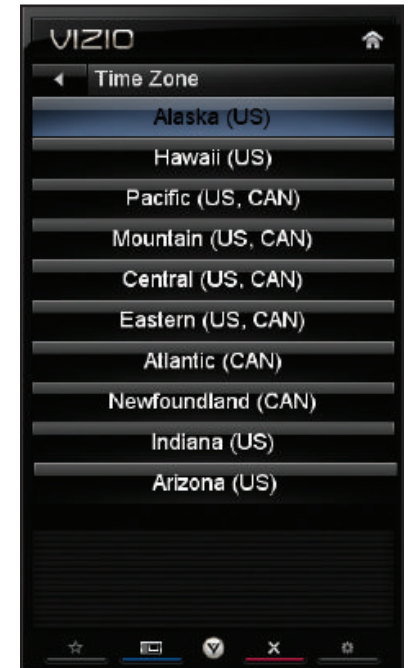 VIZIO
Time Zone
Alaska (US)
Hawaii (US)
Pacific (US, CAN)
Mountain (US, CAN)
Central (US, CAN)
Eastern (US, CAN)
Atlantic (CAN)
Newfoundland (CAN)
Indiana (US)
Arizona (US)